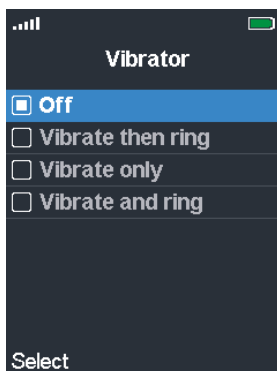 Vibrator
Off
Vibrate then ring
Vibrate only
Vibrate and ring
Select